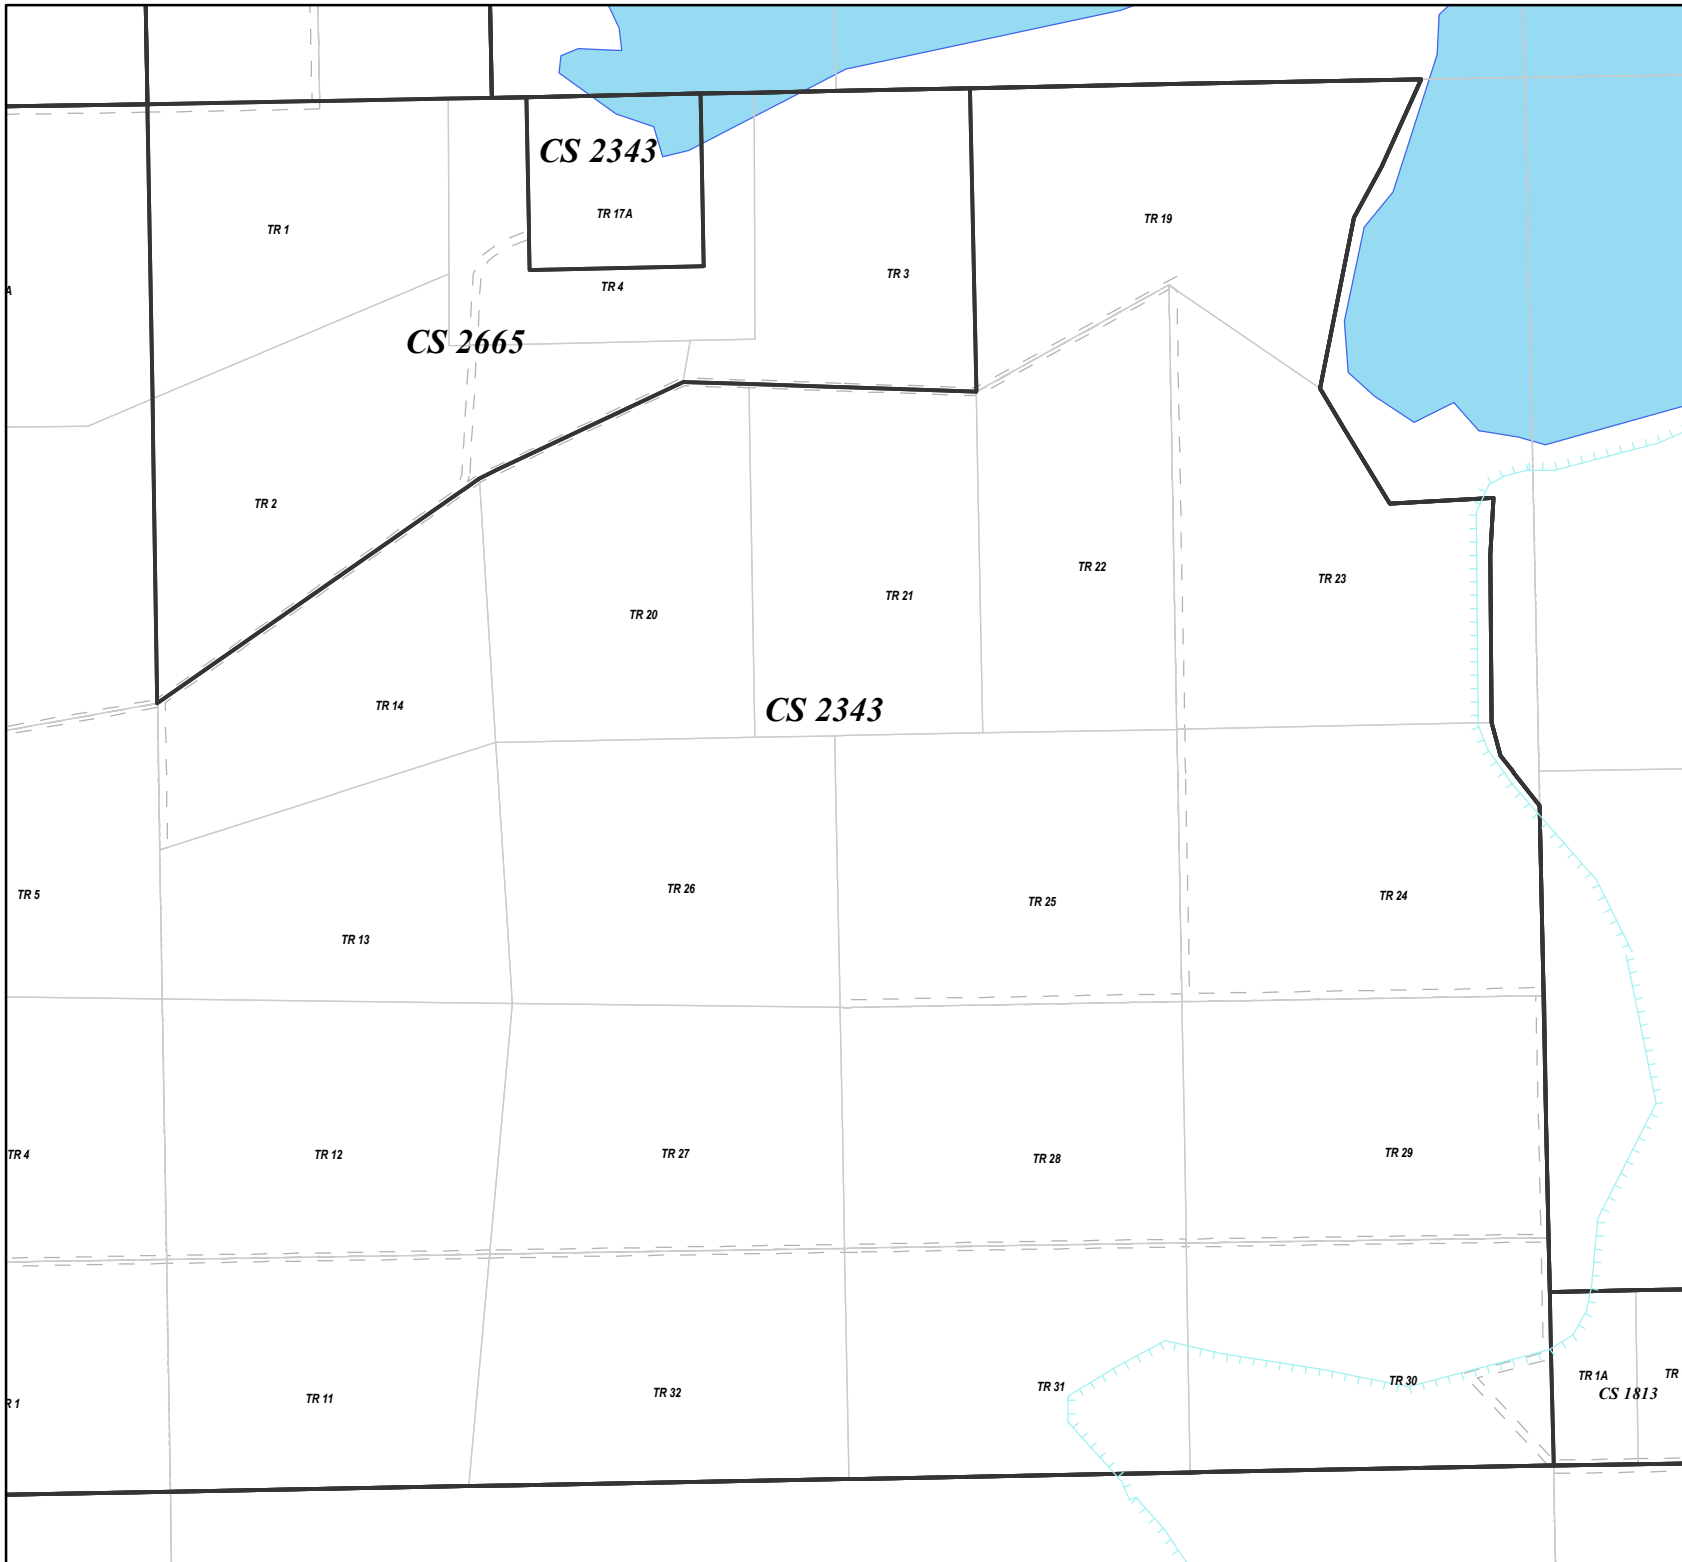 CS 2343
TR 17A
TR 19
TR 1
TR 3
TR 4
A
CS 2665
TR 2
TR 22
TR 23
TR 21
TR 20
TR 14
CS 2343
TR 26
TR 5
TR 25
TR 24
TR 13
TR 4
TR 12
TR 27
TR 28
TR 29
TR 1A
TR
TR 30
TR 31
TR 32
CS 1813
TR 11
R 1